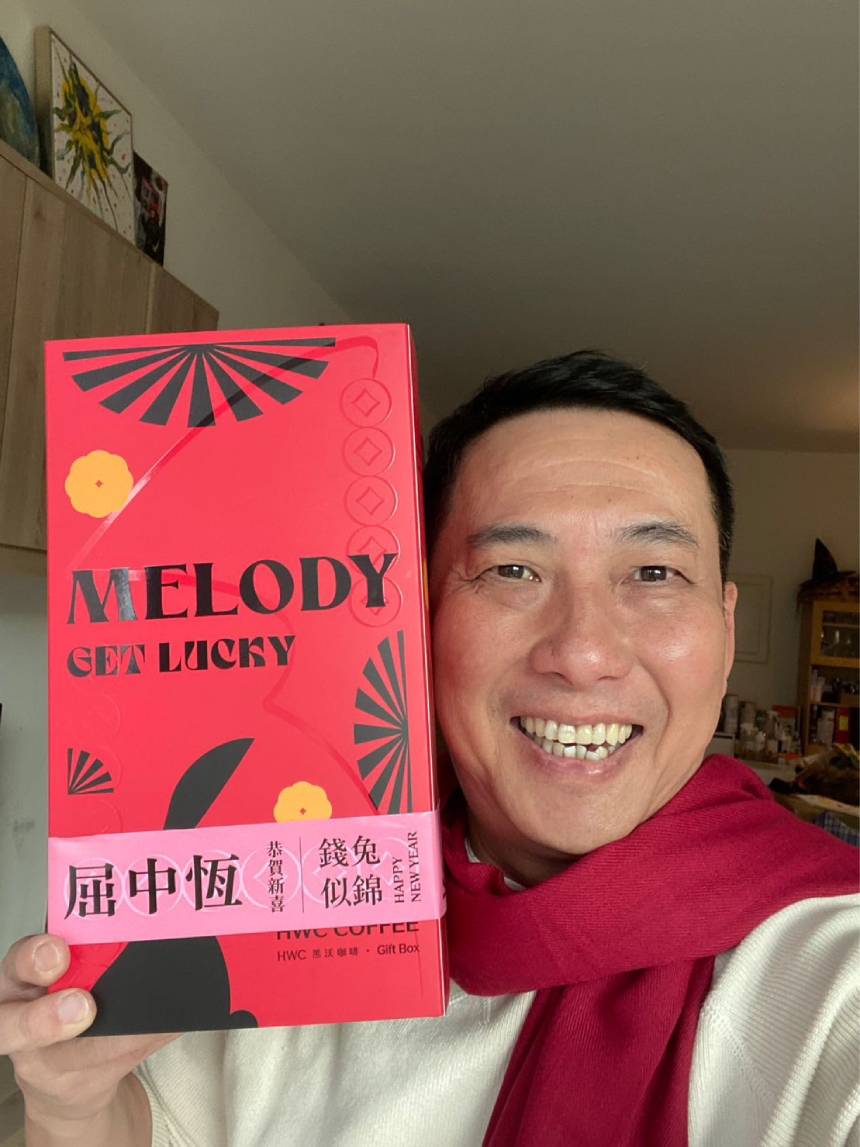 MELODY
GET LUCKY
屈中恆
恭賀新喜
錢兔
似錦
HAPPY
NEW YEAR
HWC COFFEE
HWC 黑沃咖啡・Gift Box